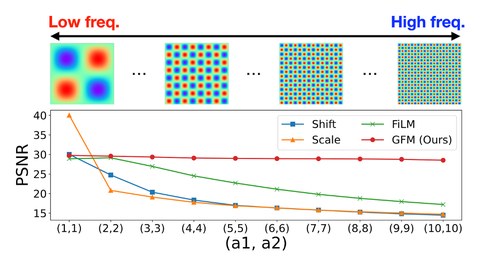 Low freq.
High freq.
...
...
...
PSNR
40
35
30
25
20
15
Shift
Scale
FiLM
GFM (Ours)
(1,1) (2,2) (3,3) (4,4) (5,5) (6,6) (7,7) (8,8) (9,9) (10,10)
(a1, a2)